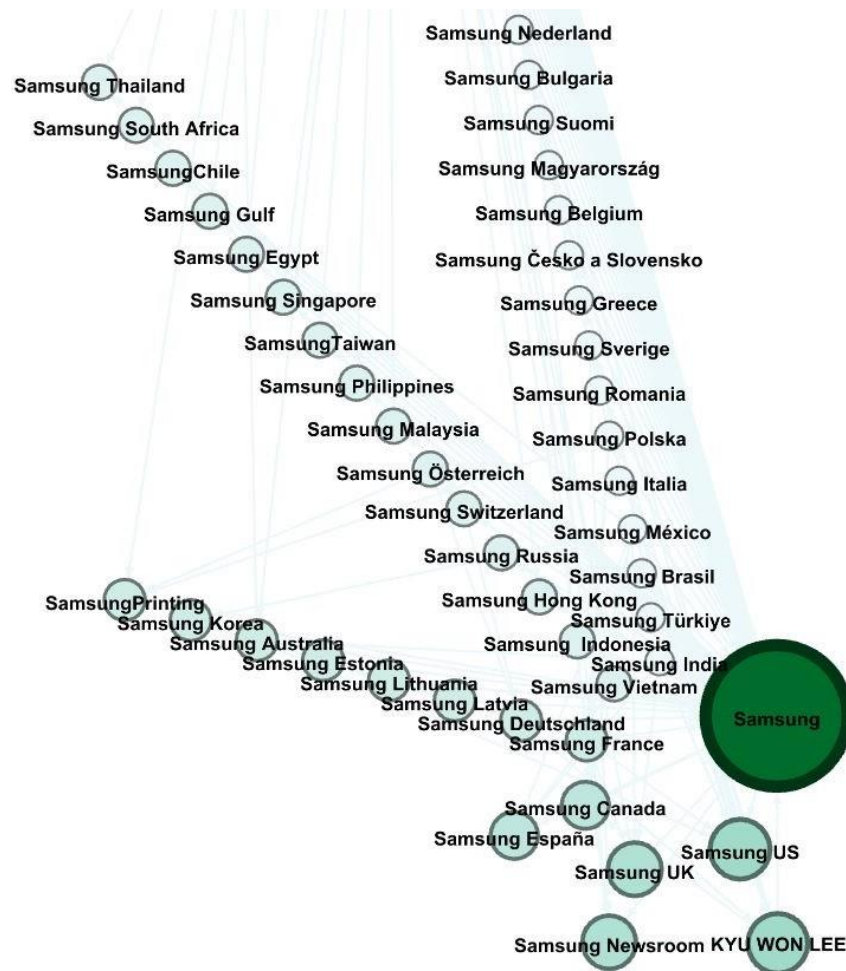 Samsung Nederland
Samsung Thailand
Samsung Bulgaria
Samsung South Africa
Samsung Suomi
SamsungChile
Samsung Magyarország
Samsung Gulf
Samsung Belgium
Samsung Egypt
Samsung Česko a Slovensko
Samsung Singapore
Samsung Greece
SamsungTaiwan
Samsung Sverige
Samsung Philippines
Samsung Romania
Samsung Malaysia
Samsung Polska
Samsung Österreich
Samsung Italia
Samsung Switzerland
Samsung México
Samsung Russia
Samsung Brasil
SamsungPrinting
Samsung Hong Kong
Samsung Korea
Samsung Türkiye
Samsung Australia
Samsung Indonesia
Samsung Estonia
Samsung India
Samsung Lithuania
Samsung Vietnam
Samsung Latvia
Samsung Deutschland
Samsung
Samsung France
Samsung Canada
Samsung España
Samsung US
Samsung UK
Samsung Newsroom
KYU WON LEE